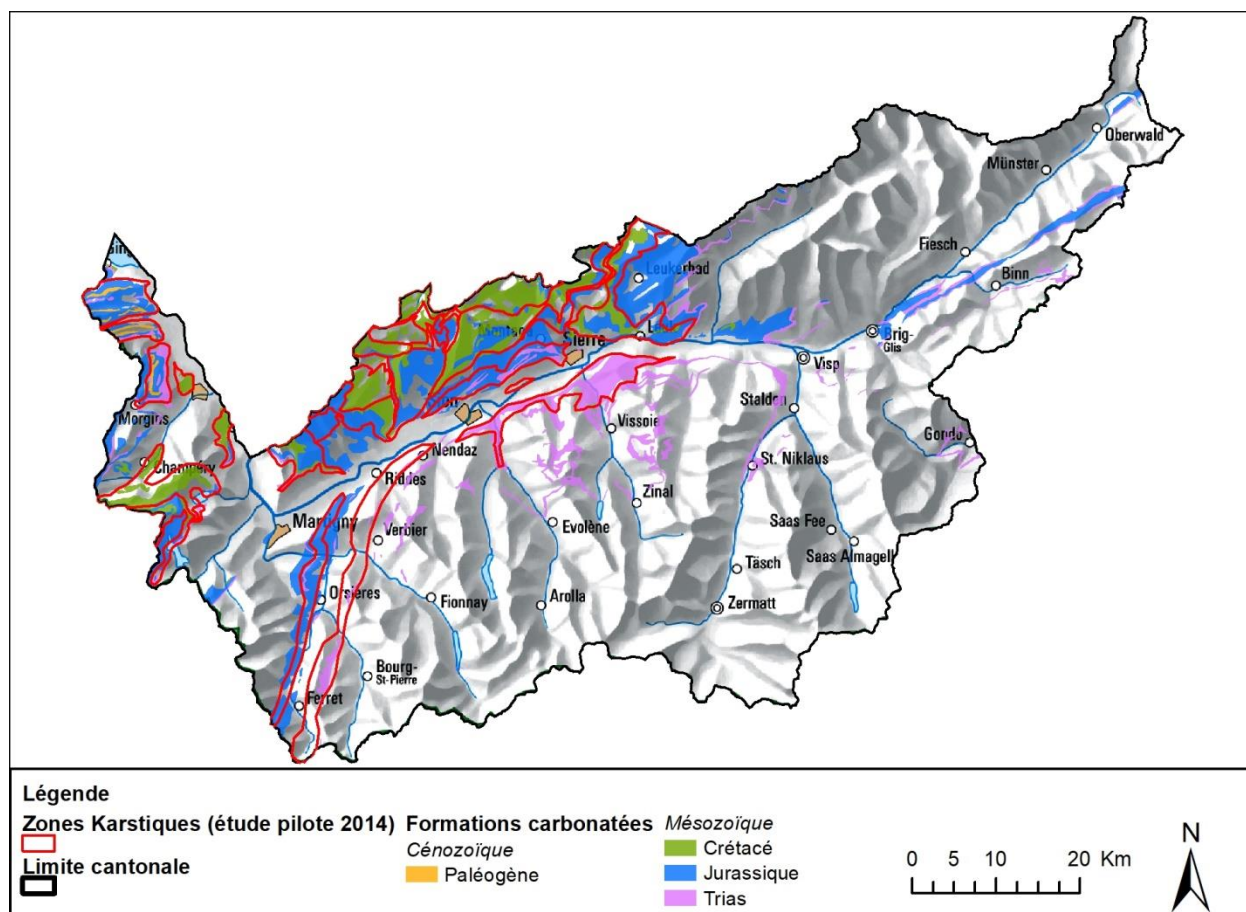 Oberwald
Münster
Fiesch
Binn
Leukerbad
Brig-
Glis
Sierre
Visp
Morgins
Stalden
Vissoie
Gondo
Champéry
Nendaz
Riddes
St. Niklaus
Zinal
Martigny
Verbier
Evolène
Saas Fee
Saas Almagell
Täsch
Orsières
Fionnay
Arolla
Zermatt
Bourg-
St-Pierre
Ferret
Légende
Zones Karstiques (étude pilote 2014)
Limite cantonale
Formations carbonatées
Cénozoïque
Paléogène
Mésozoïque
Crétacé
Jurassique
Trias
0 5 10 20 Km
N